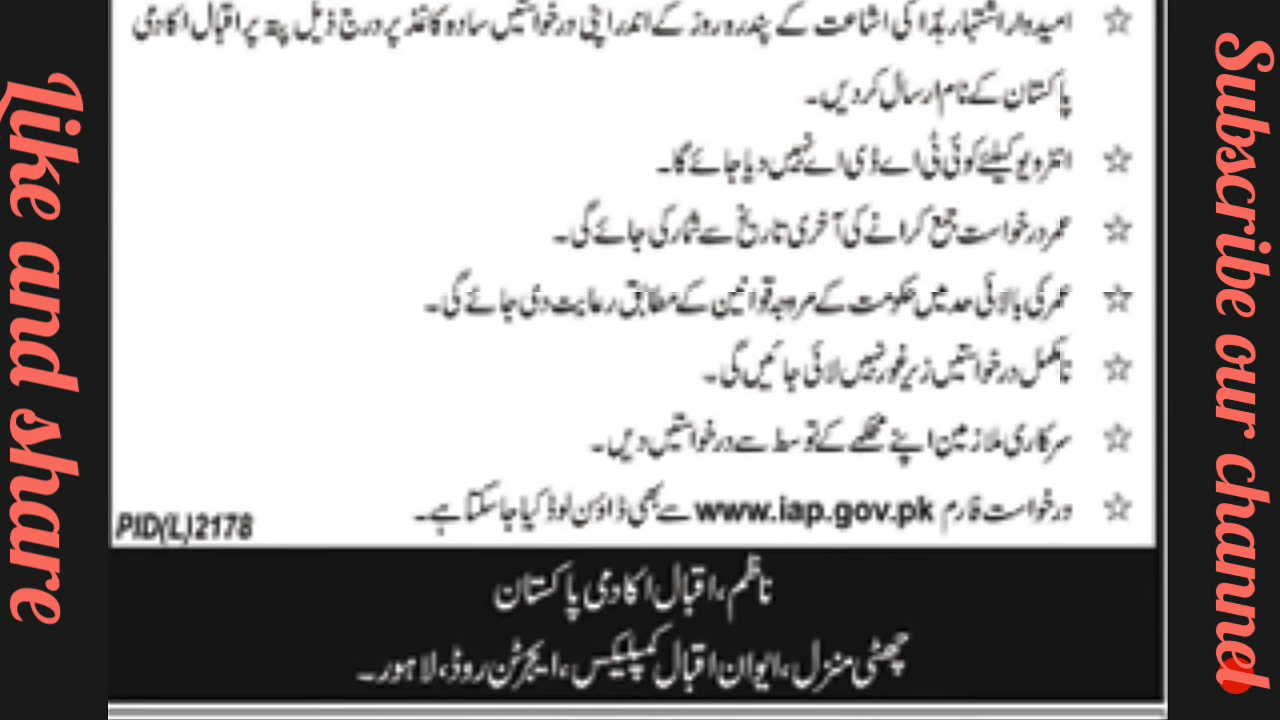 ☆ امیدوار اشتہار ہٰذا کی اشاعت کے پندرہ روز کے اندر اپنی درخواستیں سادہ کاغذ پر درج ذیل پتہ پر اقبال اکادمی
پاکستان کے نام ارسال کر دیں۔
☆ انٹرویو کیلئے کوئی ٹی اے ڈی اے نہیں دیا جائے گا۔
☆ عمر درخواست جمع کرانے کی آخری تاریخ سے شمار کی جائے گی۔
☆ عمر کی بالائی حد میں حکومت کے مروجہ قوانین کے مطابق رعایت دی جائے گی۔
☆ نامکمل درخواستیں زیر غور نہیں لائی جائیں گی۔
☆ سرکاری ملازمین اپنے محکمے کے توسط سے درخواستیں دیں۔
☆ درخواست فارم www.iap.gov.pk سے بھی ڈاؤن لوڈ کیا جا سکتا ہے۔
PID(L)2178
ناظم، اقبال اکادمی پاکستان
چھٹی منزل، ایوان اقبال کمپلیکس، ایجرٹن روڈ، لاہور۔
Like and share
Subscribe our channel